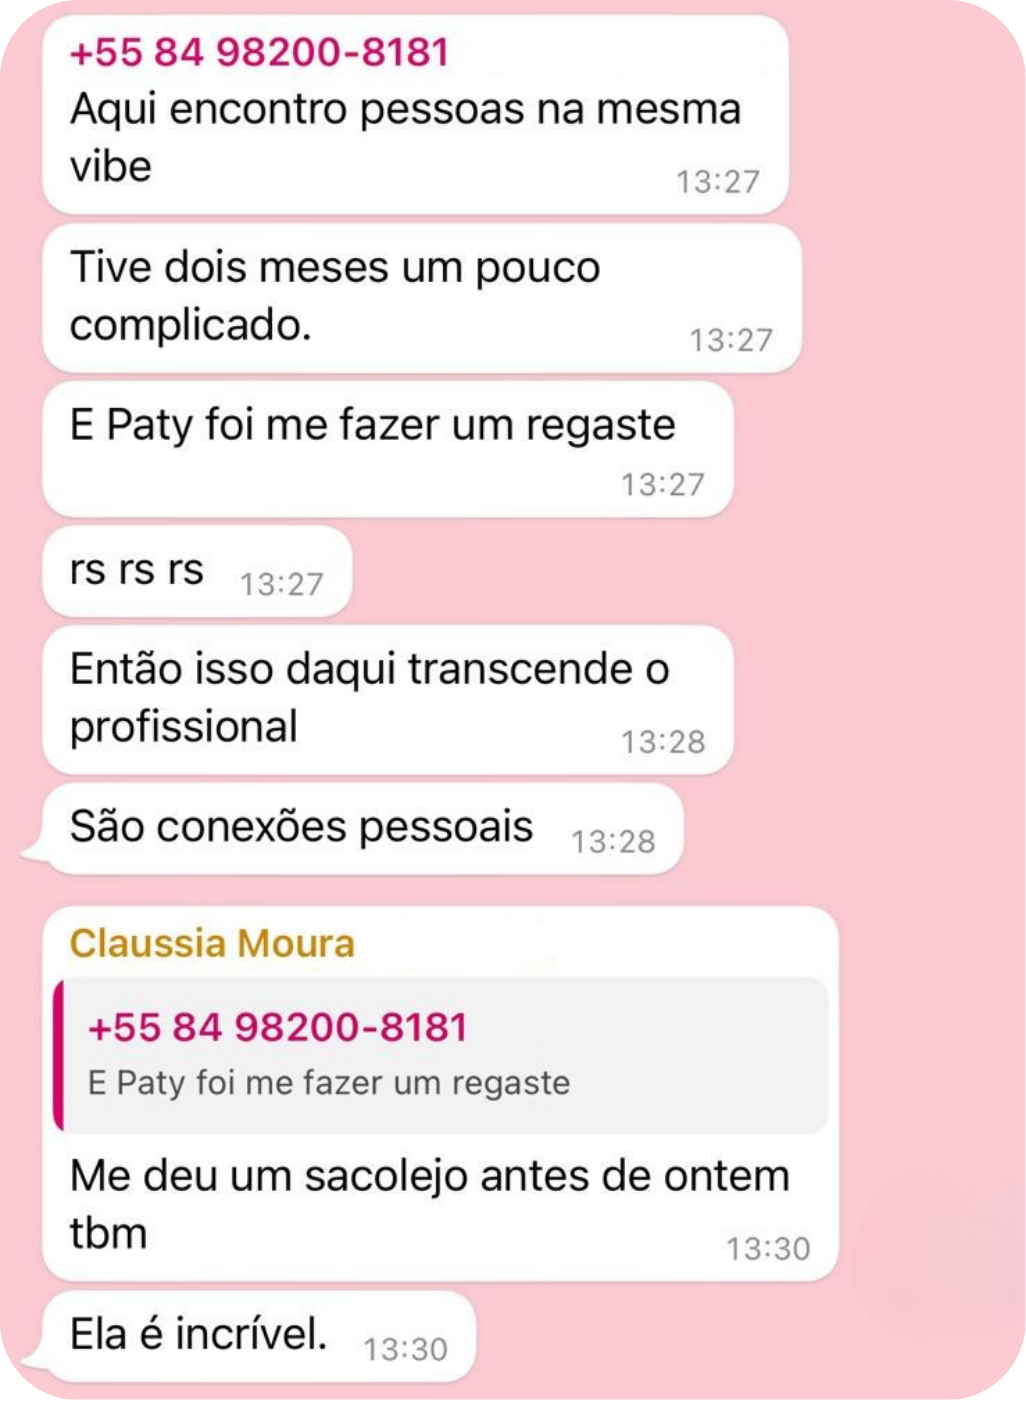 +55 84 98200-8181
Aqui encontro pessoas na mesma
vibe
13:27
Tive dois meses um pouco
complicado.
13:27
E Paty foi me fazer um regaste
13:27
rs rs rs 13:27
Então isso daqui transcende o
profissional
13:28
São conexões pessoais 13:28
Claussia Moura
+55 84 98200-8181
E Paty foi me fazer um regaste
Me deu um sacolejo antes de ontem
tbm
13:30
Ela é incrível. 13:30